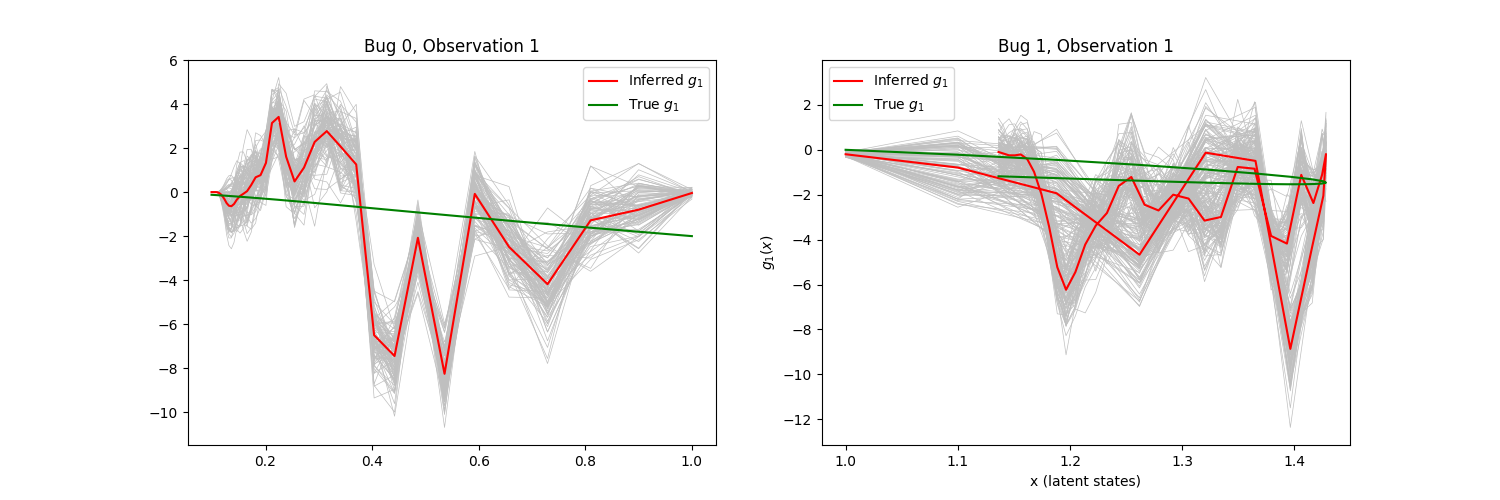 Bug 0, Observation 1
Inferred g₁
True g₁
6
4
2
0
−2
−4
−6
−8
−10
0.2 0.4 0.6 0.8 1.0
Bug 1, Observation 1
Inferred g₁
True g₁
g₁(x)
2
0
−2
−4
−6
−8
−10
−12
1.0 1.1 1.2 1.3 1.4
x (latent states)